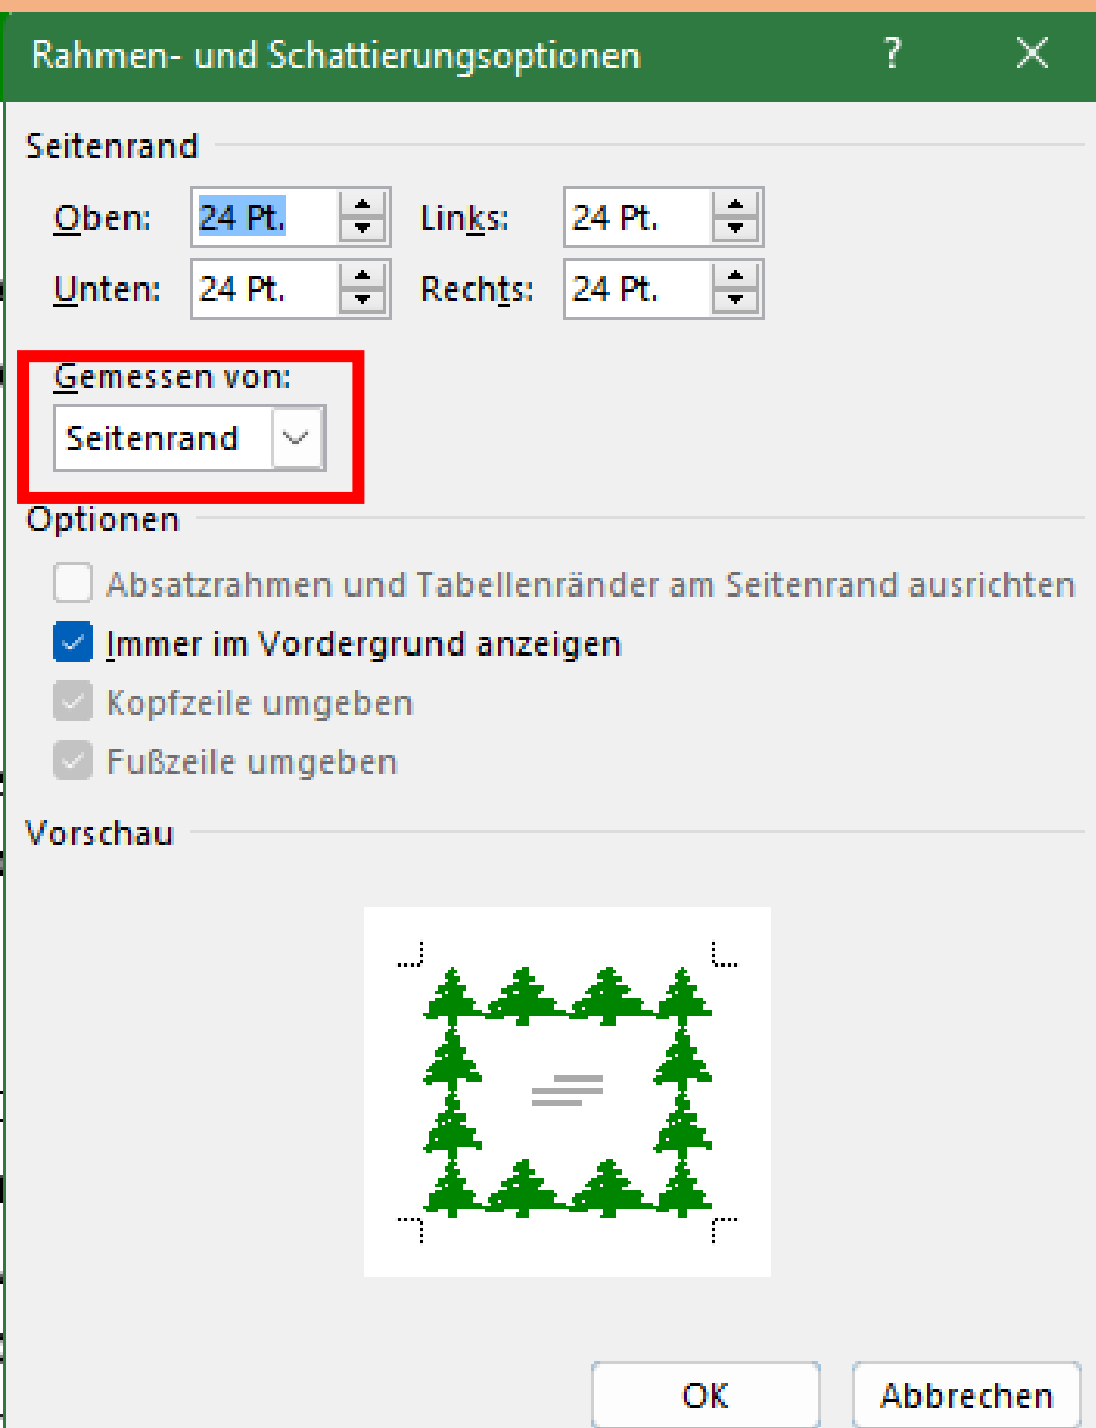 Rahmen- und Schattierungsoptionen ?
Seitenrand
Oben: 24 Pt. Links: 24 Pt.
Unten: 24 Pt. Rechts: 24 Pt.
Gemessen von:
Seitenrand
Optionen
Absatzrahmen und Tabellenränder am Seitenrand ausrichten
Immer im Vordergrund anzeigen
Kopfzeile umgeben
Fußzeile umgeben
Vorschau
OK Abbrechen